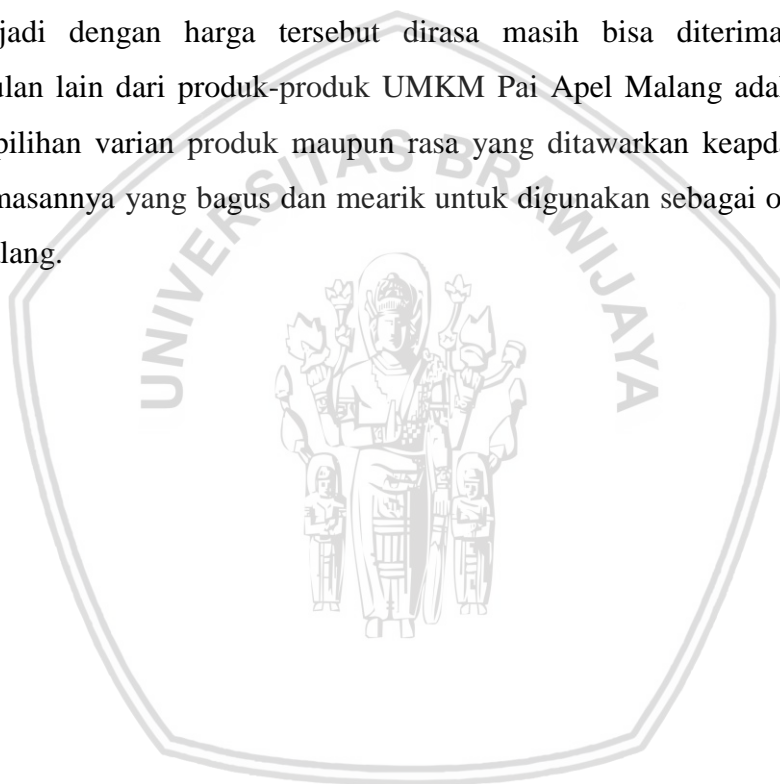 jadi dengan harga tersebut dirasa masih bisa diterima
ulan lain dari produk-produk UMKM Pai Apel Malang adal
pilihan varian produk maupun rasa yang ditawarkan keapda
masannya yang bagus dan mearik untuk digunakan sebagai o
lang.
UNIVERSITAS BRAWIJAYA